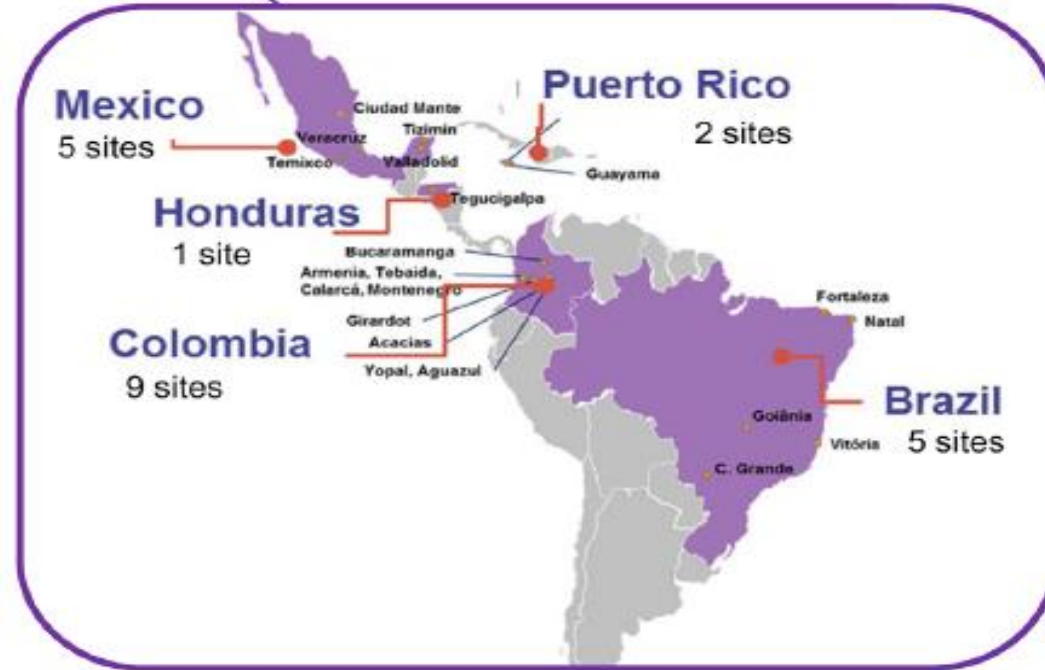 Mexico
5 sites
Ciudad Mante
Tizimin
Veracruz
Temixco
Valladolid
Puerto Rico
2 sites
Guayama
Honduras
1 site
Tegucigalpa
Bucaramanga
Armenia, Tebaida,
Calarcá, Montenegro
Girardot
Acacias
Yopal, Aguazul
Colombia
9 sites
Fortaleza
Natal
Goiânia
Vitória
C. Grande
Brazil
5 sites